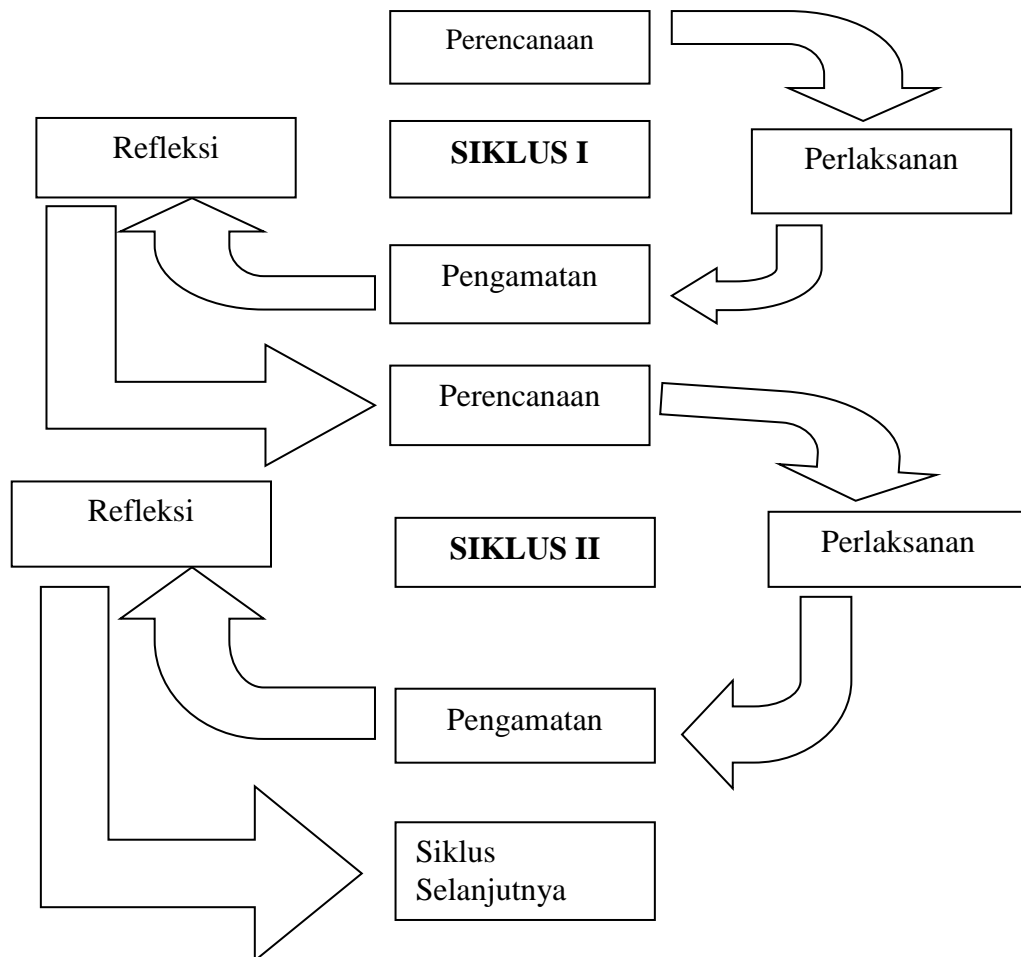 Perencanaan
Refleksi
SIKLUS I
Perlaksanan
Pengamatan
Perencanaan
Refleksi
SIKLUS II
Perlaksanan
Pengamatan
Siklus
Selanjutnya